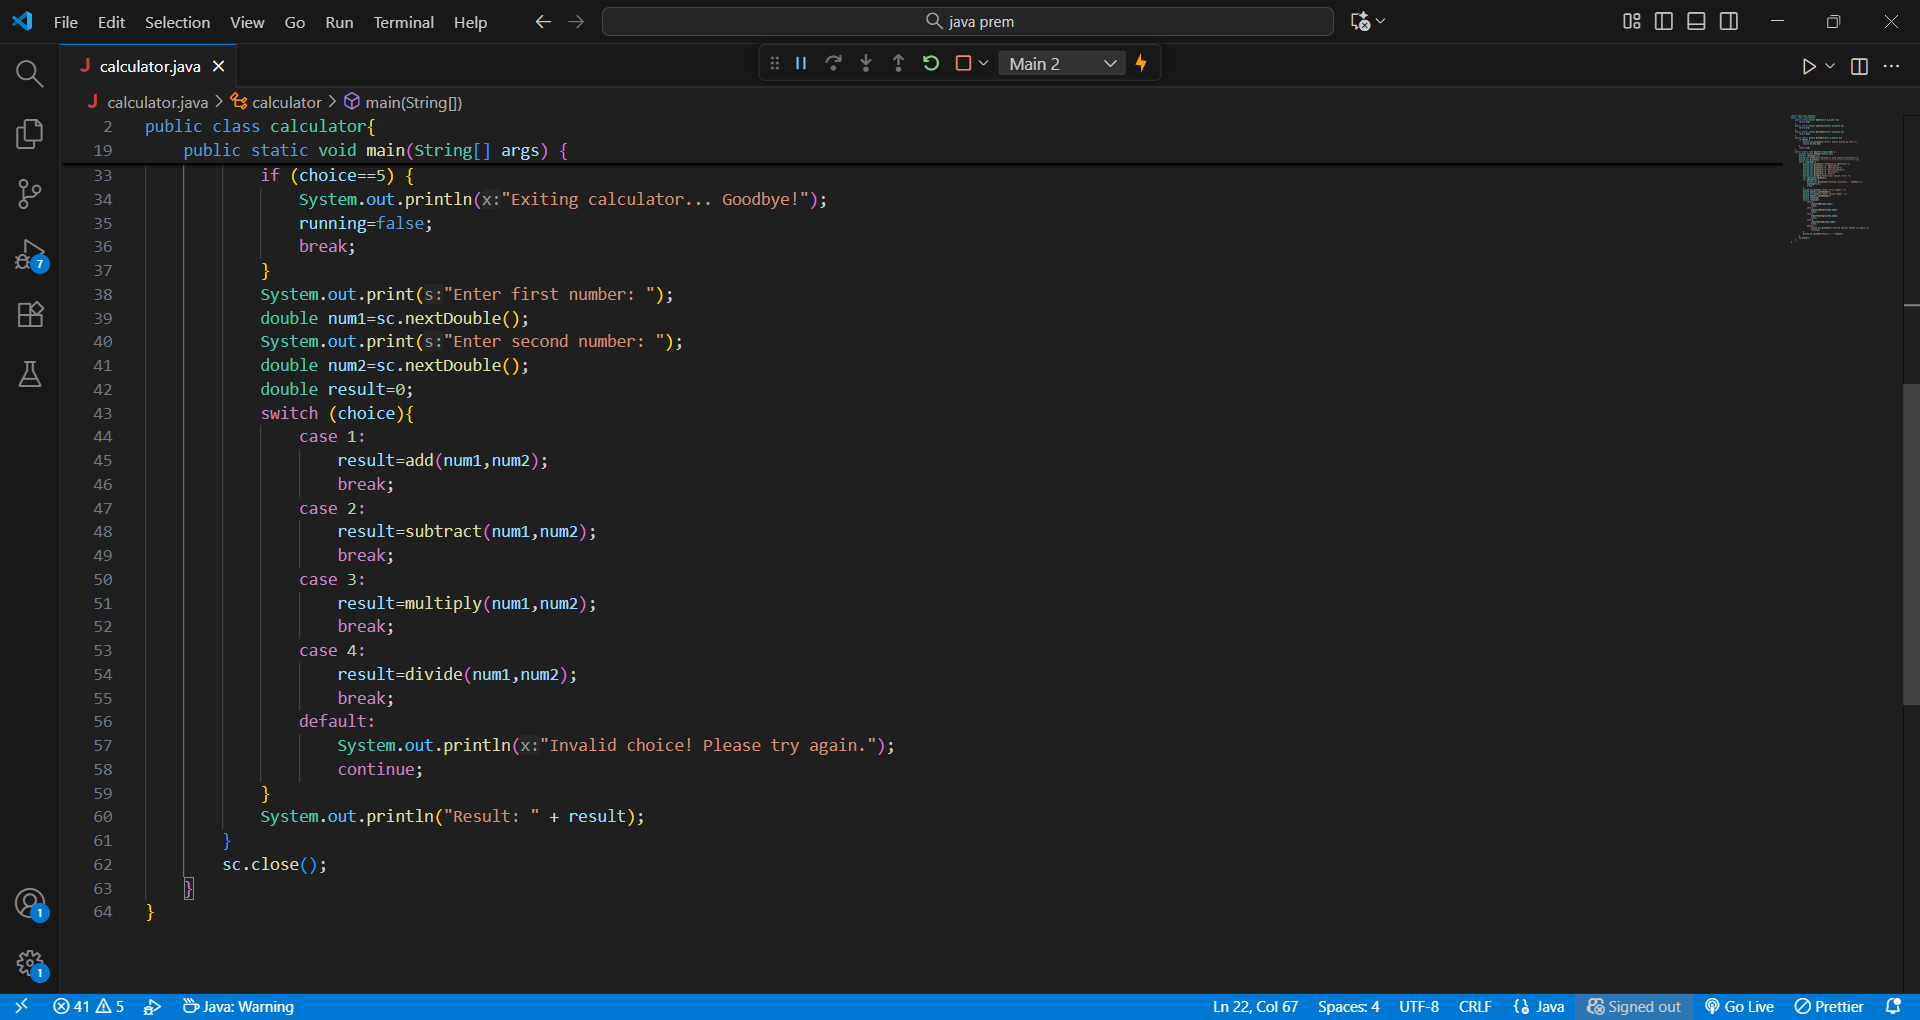 File Edit Selection View Go Run Terminal Help java prem
calculator.java Main 2
calculator.java > calculator > main(String[])
2 public class calculator{
19 public static void main(String[] args) {
33 if (choice==5) {
34 System.out.println(x:"Exiting calculator... Goodbye!");
35 running=false;
36 break;
37 }
38 System.out.print(s:"Enter first number: ");
39 double num1=sc.nextDouble();
40 System.out.print(s:"Enter second number: ");
41 double num2=sc.nextDouble();
42 double result=0;
43 switch (choice){
44 case 1:
45 result=add(num1,num2);
46 break;
47 case 2:
48 result=subtract(num1,num2);
49 break;
50 case 3:
51 result=multiply(num1,num2);
52 break;
53 case 4:
54 result=divide(num1,num2);
55 break;
56 default:
57 System.out.println(x:"Invalid choice! Please try again.");
58 continue;
59 }
60 System.out.println("Result: " + result);
61 }
62 sc.close();
63 }
64 }
7
1
1
41 5 Java: Warning Ln 22, Col 67 Spaces: 4 UTF-8 CRLF {} Java Signed out Go Live Prettier